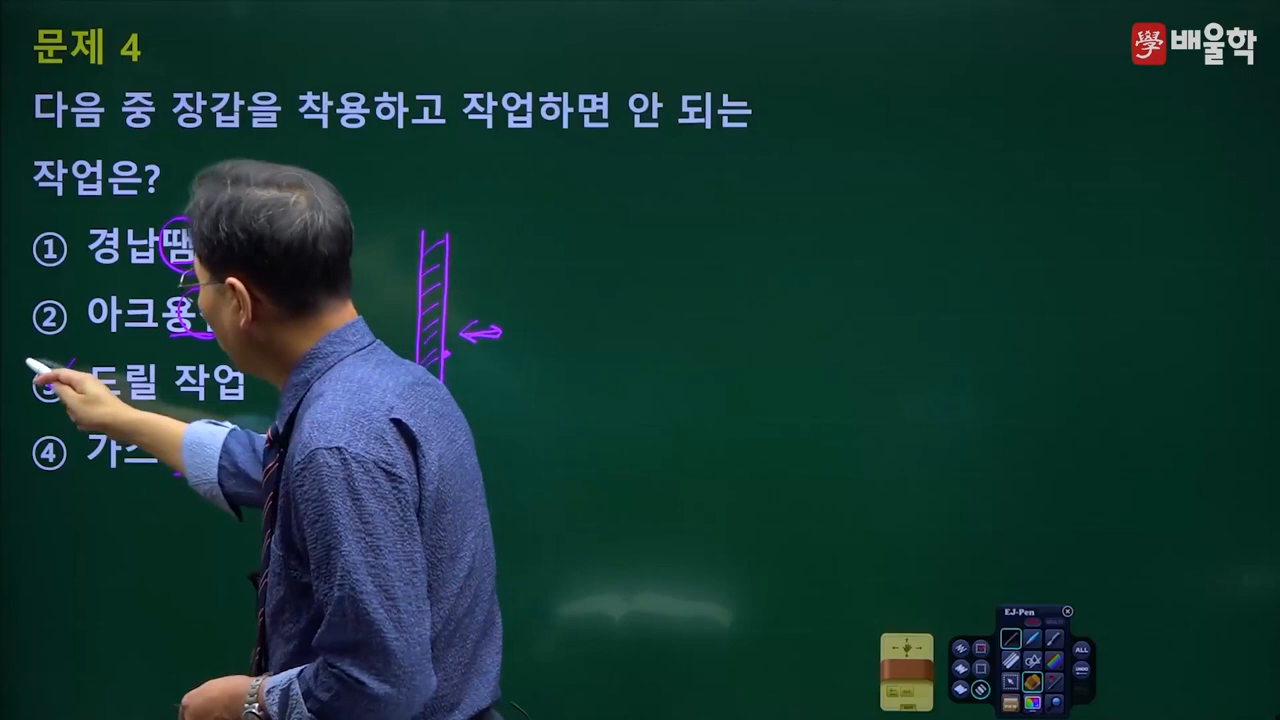 문제 4
學 배울학
다음 중 장갑을 착용하고 작업하면 안 되는
작업은?
① 경납땜
② 아크용
③ 드릴 작업
④ 가스
EJ-Pen
ALL
UNDO